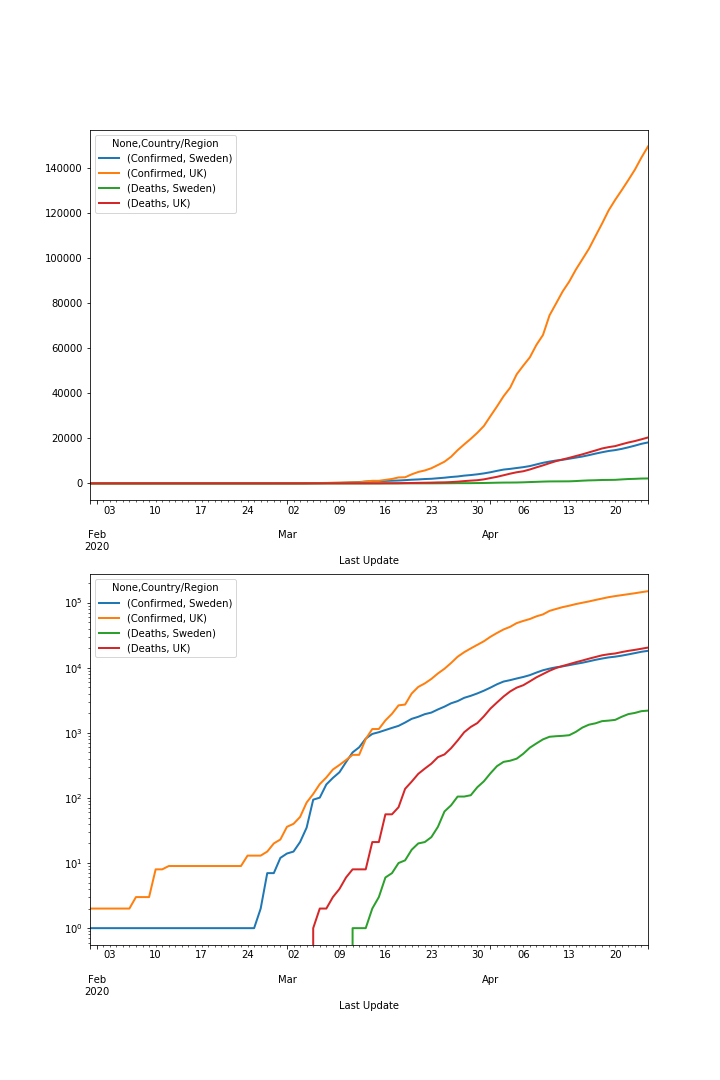 None,Country/Region
(Confirmed, Sweden)
(Confirmed, UK)
(Deaths, Sweden)
(Deaths, UK)
140000
120000
100000
80000
60000
40000
20000
0
03 10 17 24 02 09 16 23 30 06 13 20
Feb Mar Apr
2020
Last Update
None,Country/Region
(Confirmed, Sweden)
(Confirmed, UK)
(Deaths, Sweden)
(Deaths, UK)
10⁵
10⁴
10³
10²
10¹
10⁰
03 10 17 24 02 09 16 23 30 06 13 20
Feb Mar Apr
2020
Last Update